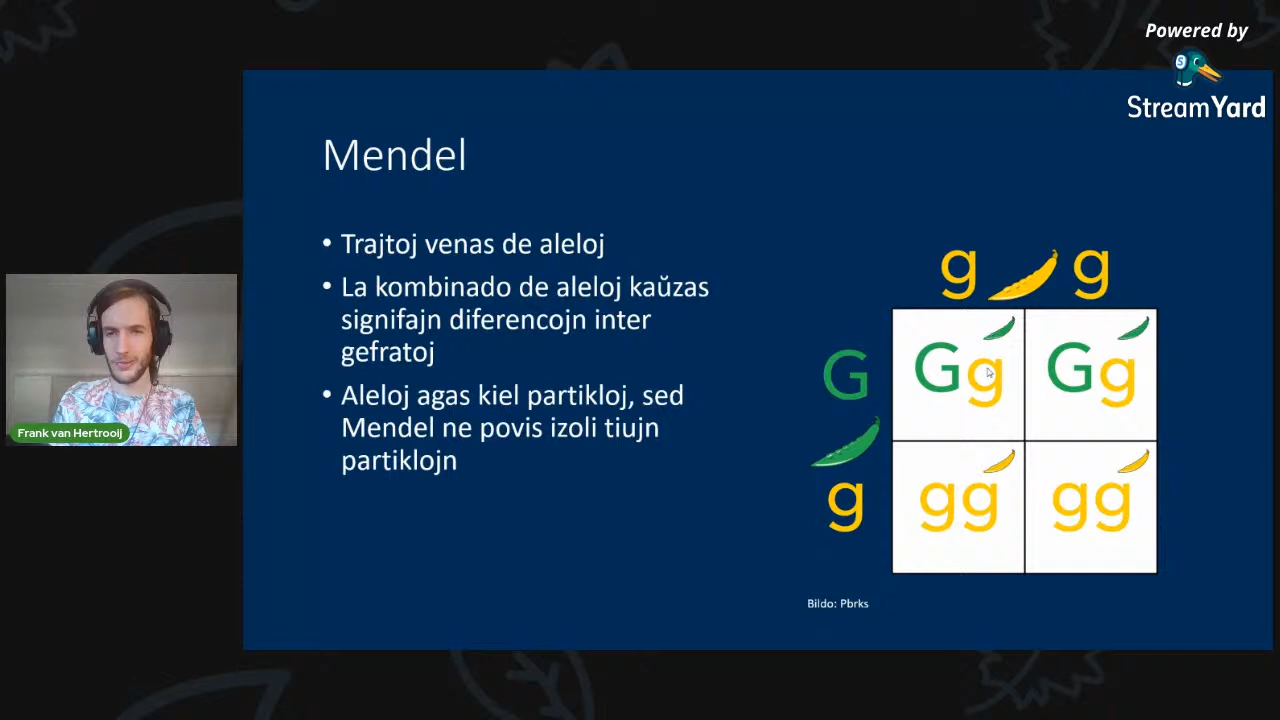 Powered by
StreamYard
Mendel
• Trajtoj venas de aleloj
• La kombinado de aleloj kaŭzas
signifajn diferencojn inter
gefratoj
• Aleloj agas kiel partikloj, sed
Mendel ne povis izoli tiujn
partiklojn
g g
G Gg Gg
g gg gg
Bildo: Pbrks
Frank van Hertrooij